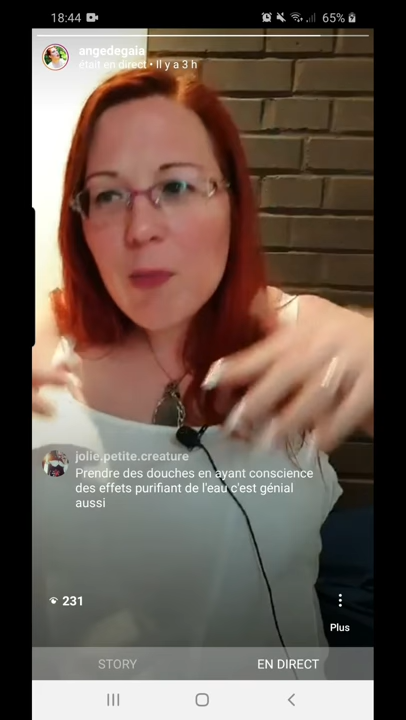 18:44
65%
angedegaia
était en direct • Il y a 3 h
jolie.petite.creature
Prendre des douches en ayant conscience
des effets purifiant de l'eau c'est génial
aussi
231
Plus
STORY
EN DIRECT